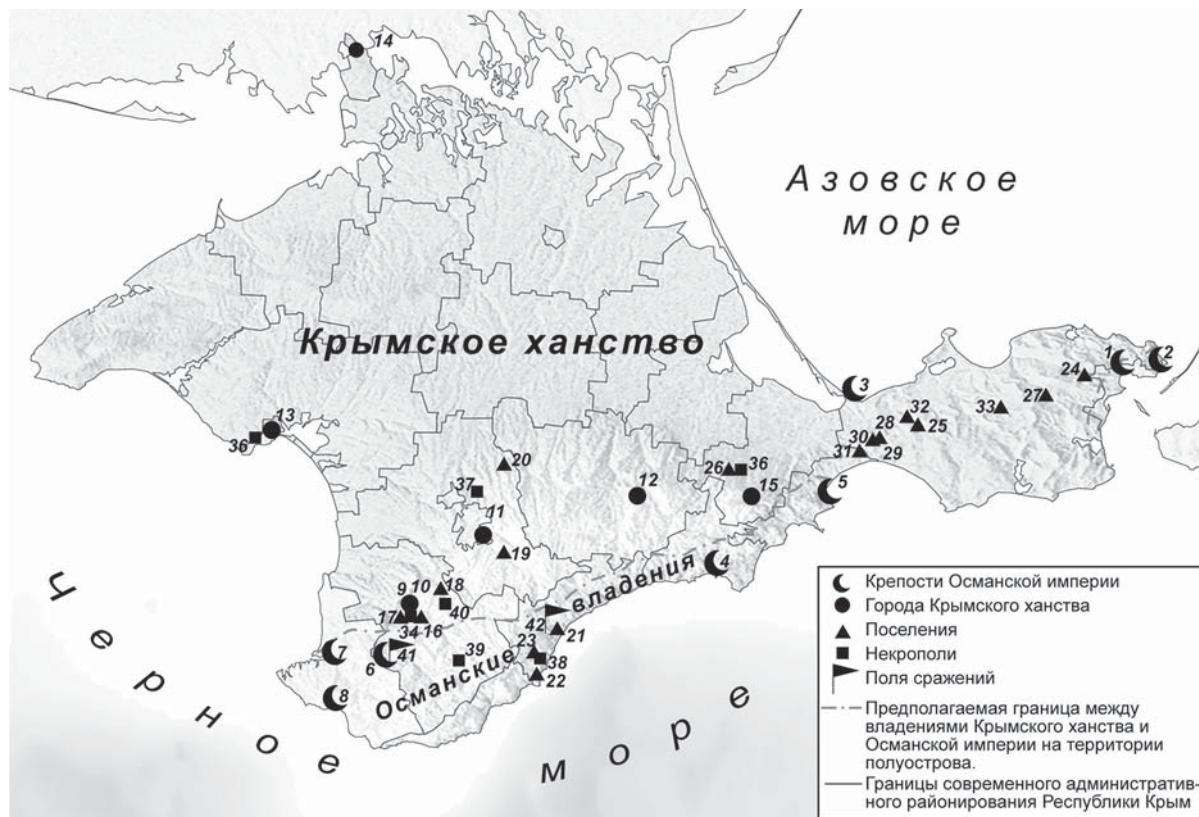 14
Азовское
море
Крымское ханство
1
2
3
24
27
33
32
25
28
30
29
31
13
36
20
26
36
37
12
15
5
11
19
4
9 10
18
17
40
34 16
владения
42
21
7
6
41
23
39
38
22
8
Османские
Черное
море
Крепости Османской империи
Города Крымского ханства
Поселения
Некрополи
Поля сражений
Предполагаемая граница между
владениями Крымского ханства и
Османской империи на территории
полуострова.
Границы современного административ-
ного районирования Республики Крым